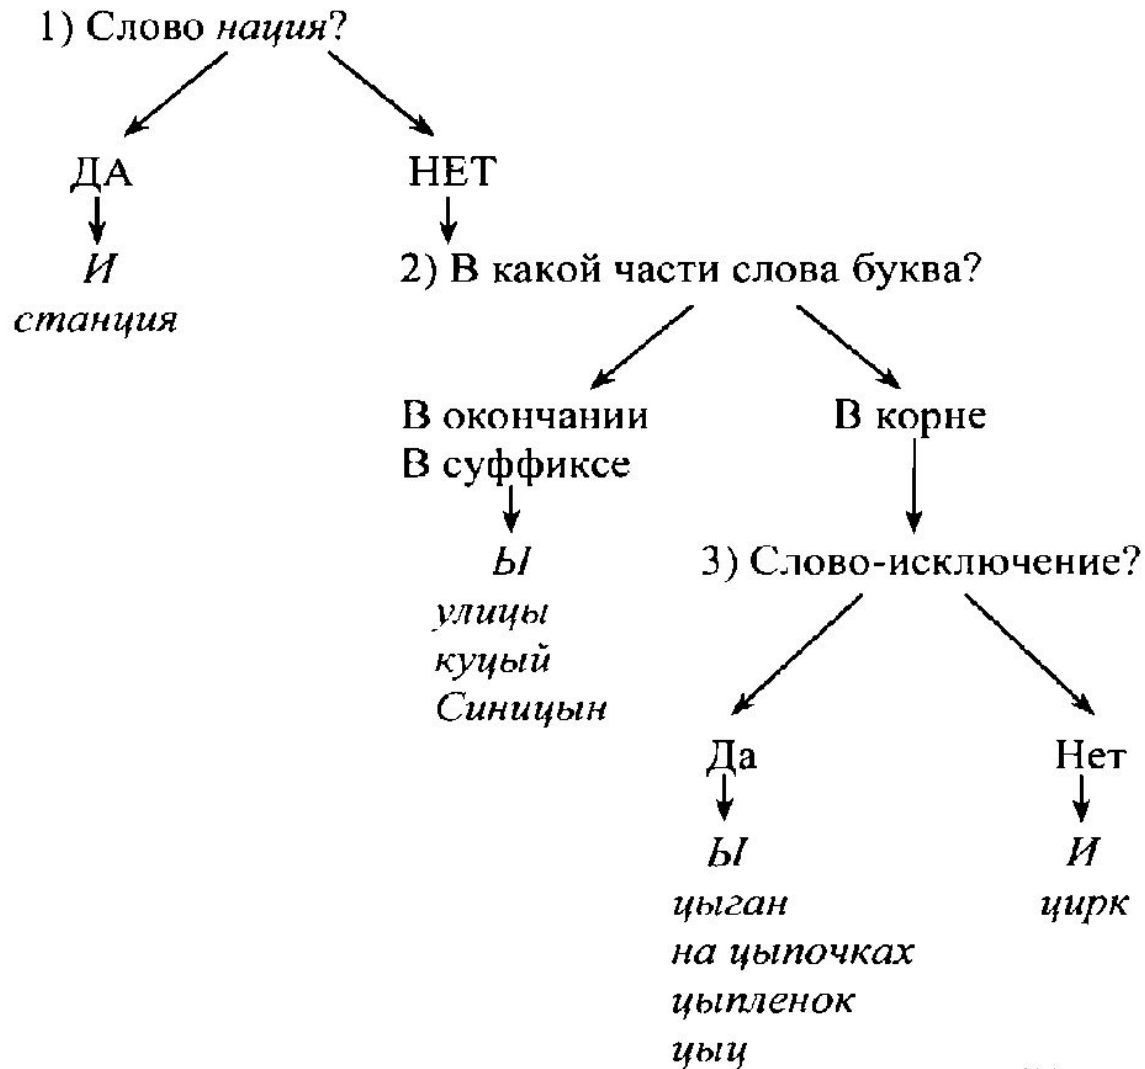 1) Слово нация?
ДА НЕТ
И
станция
2) В какой части слова буква?
В окончании
В суффиксе
В корне
Ы
улицы
куцый
Синицын
3) Слово-исключение?
Да Нет
Ы
цыган
на цыпочках
цыпленок
цыц
И
цирк